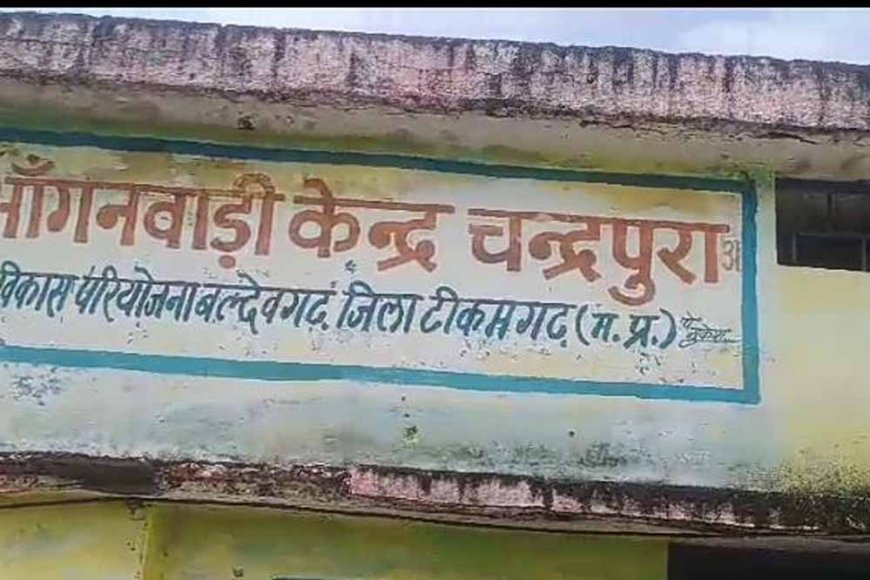 आँगनवाड़ी केन्द्र चन्द्रपुरा अ
विकास परियोजना बल्देवगढ़ जिला टीकमगढ़ (म.प्र.)